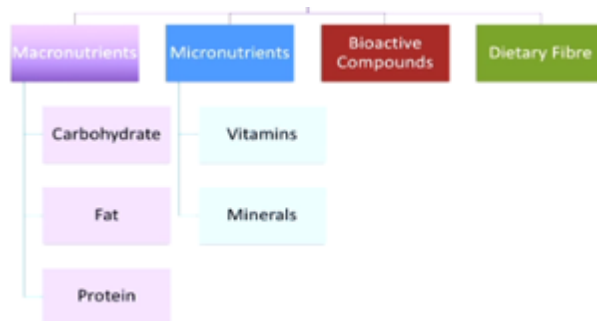 Macronutrients
Micronutrients
Bioactive
Compounds
Dietary Fibre
Carbohydrate
Vitamins
Fat
Minerals
Protein